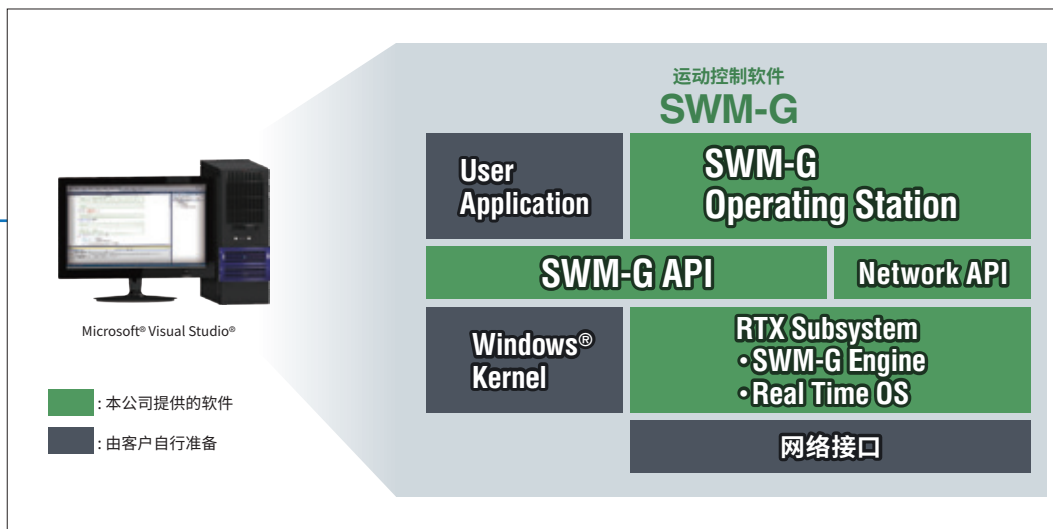 运动控制软件
SWM-G
User
Application
SWM-G
Operating Station
SWM-G API
Network API
Microsoft® Visual Studio®
Windows®
Kernel
RTX Subsystem
・SWM-G Engine
・Real Time OS
：本公司提供的软件
：由客户自行准备
网络接口